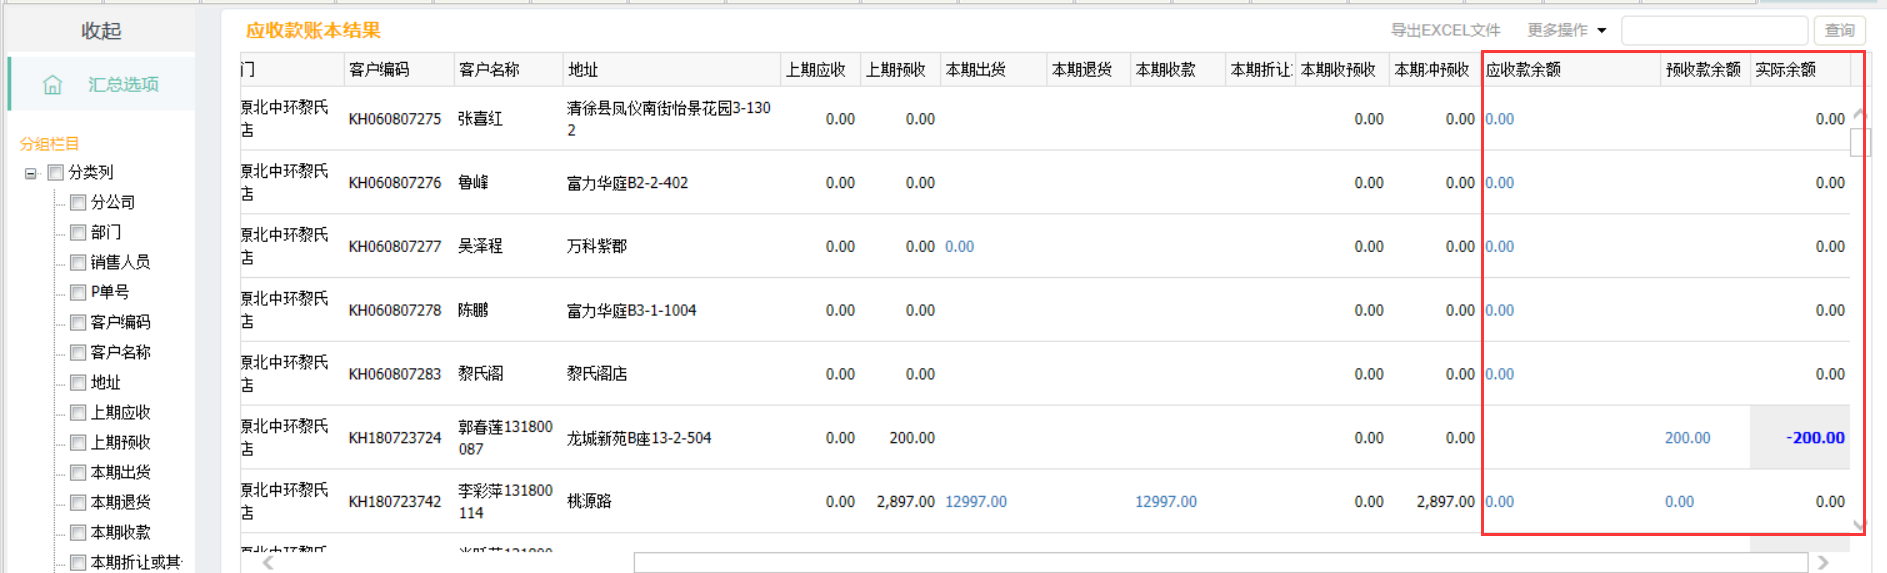 收起
应收款账本结果
导出EXCEL文件 更多操作 查询
汇总选项
分组栏目
分类列
分公司
部门
销售人员
P单号
客户编码
客户名称
地址
上期应收
上期预收
本期出货
本期退货
本期收款
本期折让或其
门 客户编码 客户名称 地址 上期应收 上期预收 本期出货 本期退货 本期收款 本期折让 本期收预收 本期冲预收 应收款余额 预收款余额 实际余额
原北中环黎氏
店 KH060807275 张喜红 清徐县凤仪南街怡景花园3-130
2 0.00 0.00 0.00 0.00 0.00 0.00
原北中环黎氏
店 KH060807276 鲁峰 富力华庭B2-2-402 0.00 0.00 0.00 0.00 0.00 0.00
原北中环黎氏
店 KH060807277 吴泽程 万科紫郡 0.00 0.00 0.00 0.00 0.00 0.00 0.00
原北中环黎氏
店 KH060807278 陈鹏 富力华庭B3-1-1004 0.00 0.00 0.00 0.00 0.00 0.00
原北中环黎氏
店 KH060807283 黎氏阁 黎氏阁店 0.00 0.00 0.00 0.00 0.00 0.00
原北中环黎氏
店 KH180723724 郭春莲131800
087 龙城新苑B座13-2-504 0.00 200.00 0.00 0.00 200.00 -200.00
原北中环黎氏
店 KH180723742 李彩萍131800
114 桃源路 0.00 2,897.00 12997.00 12997.00 0.00 2,897.00 0.00 0.00 0.00